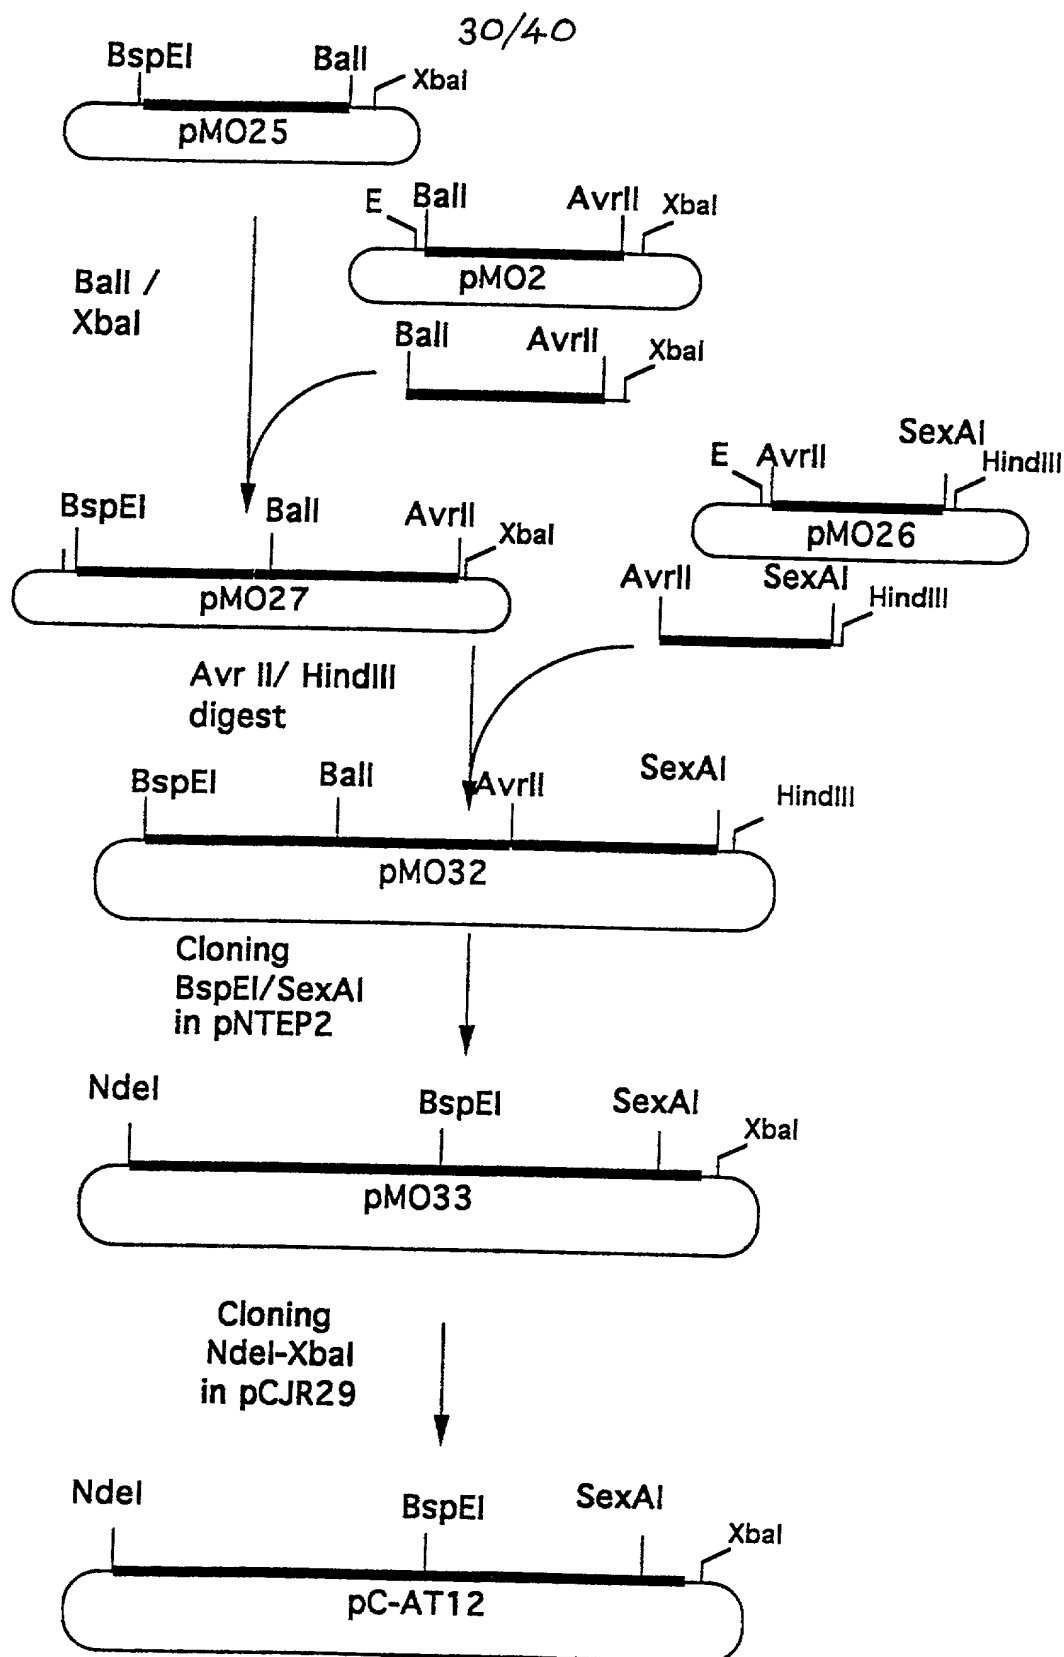 30/40
BspEI
BalI
XbaI
pMO25
E
BalI
AvrII
XbaI
pMO2
BalI /
XbaI
BalI
AvrII
XbaI
SexAI
E
AvrII
HindIII
pMO26
BspEI
BalI
AvrII
XbaI
pMO27
AvrII
SexAI
HindIII
Avr II/ HindIII
digest
BspEI
BalI
AvrII
SexAI
HindIII
pMO32
Cloning
BspEI/SexAI
in pNTEP2
NdeI
BspEI
SexAI
XbaI
pMO33
Cloning
NdeI-XbaI
in pCJR29
NdeI
BspEI
SexAI
XbaI
pC-AT12